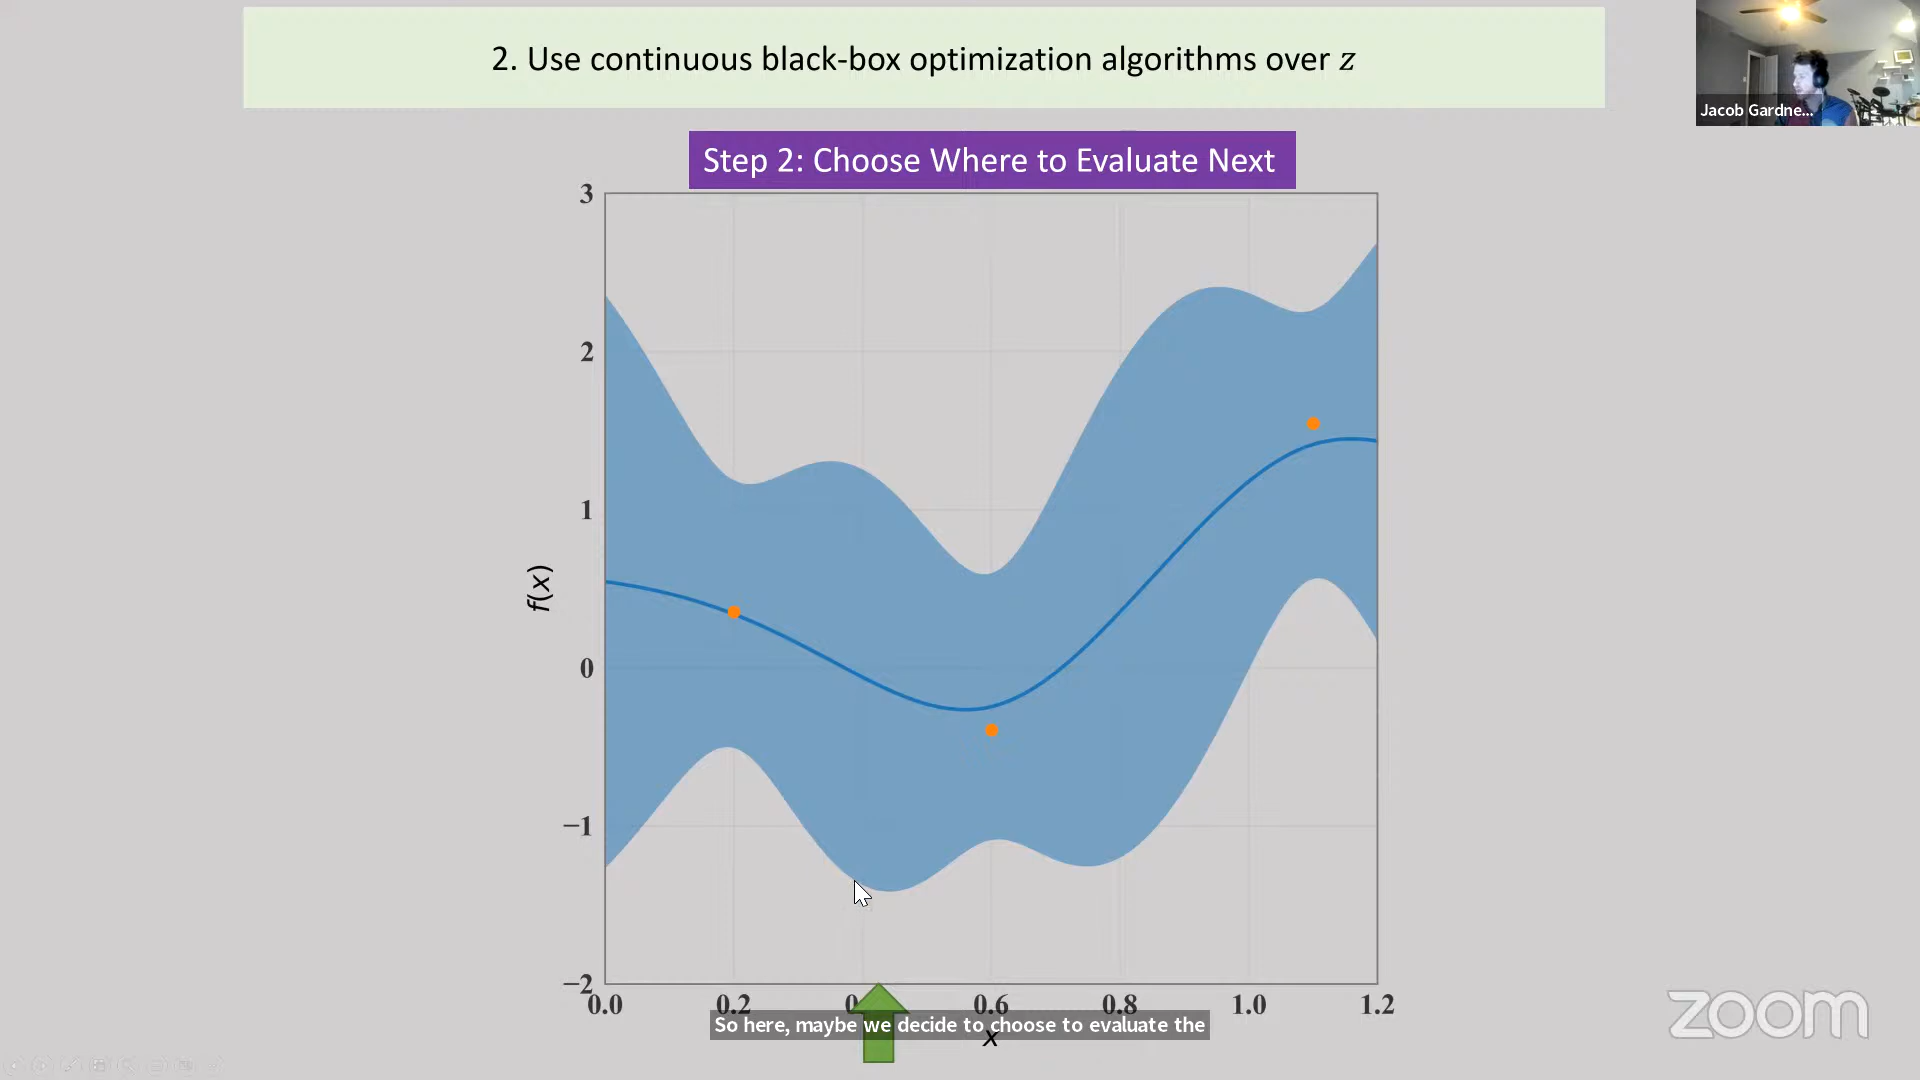 2. Use continuous black-box optimization algorithms over z
Jacob Gardne...
Step 2: Choose Where to Evaluate Next
3
2
1
0
−1
−2
f(x)
0.0 0.2 0 0.6 0.8 1.0 1.2
So here, maybe we decide to choose to evaluate the
x
zoom